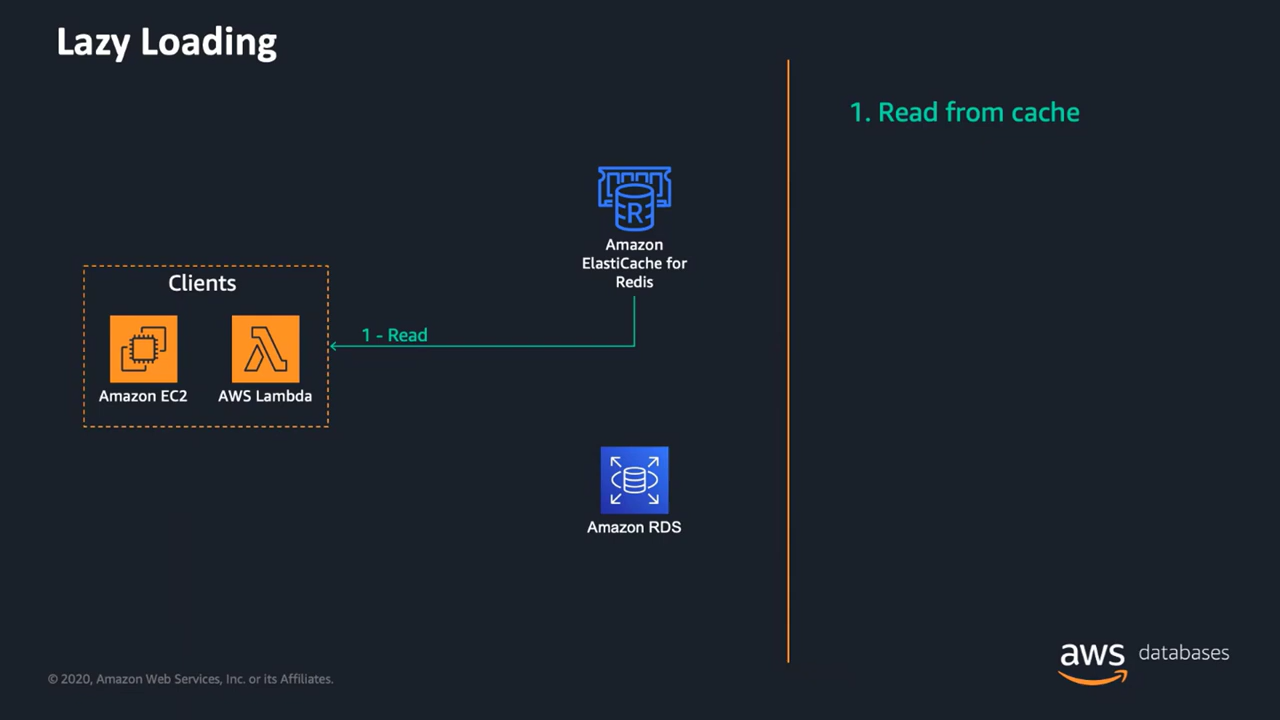 Lazy Loading
1. Read from cache
R
Amazon
ElastiCache for
Redis
Clients
1 - Read
Amazon EC2
AWS Lambda
Amazon RDS
aws databases
© 2020, Amazon Web Services, Inc. or its Affiliates.